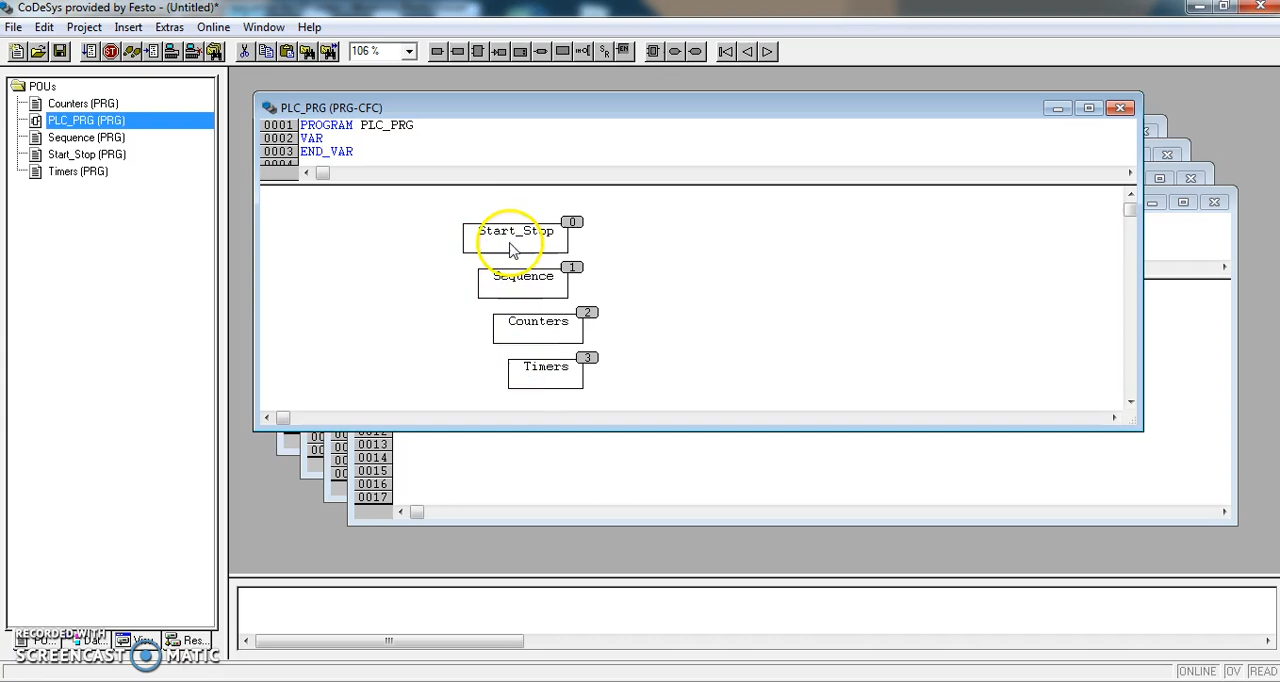 CoDeSys provided by Festo - (Untitled)*
File Edit Project Insert Extras Online Window Help
106 %
POUs
Counters (PRG)
PLC_PRG (PRG)
Sequence (PRG)
Start_Stop (PRG)
Timers (PRG)
PLC_PRG (PRG-CFC)
0001 PROGRAM PLC_PRG
0002 VAR
0003 END_VAR
0004
0
Start_Stop
1
Sequence
2
Counters
3
Timers
0013
0014
0015
0016
0017
Res...
RECORDED WITH
SCREENCAST MATIC
ONLINE OV READ